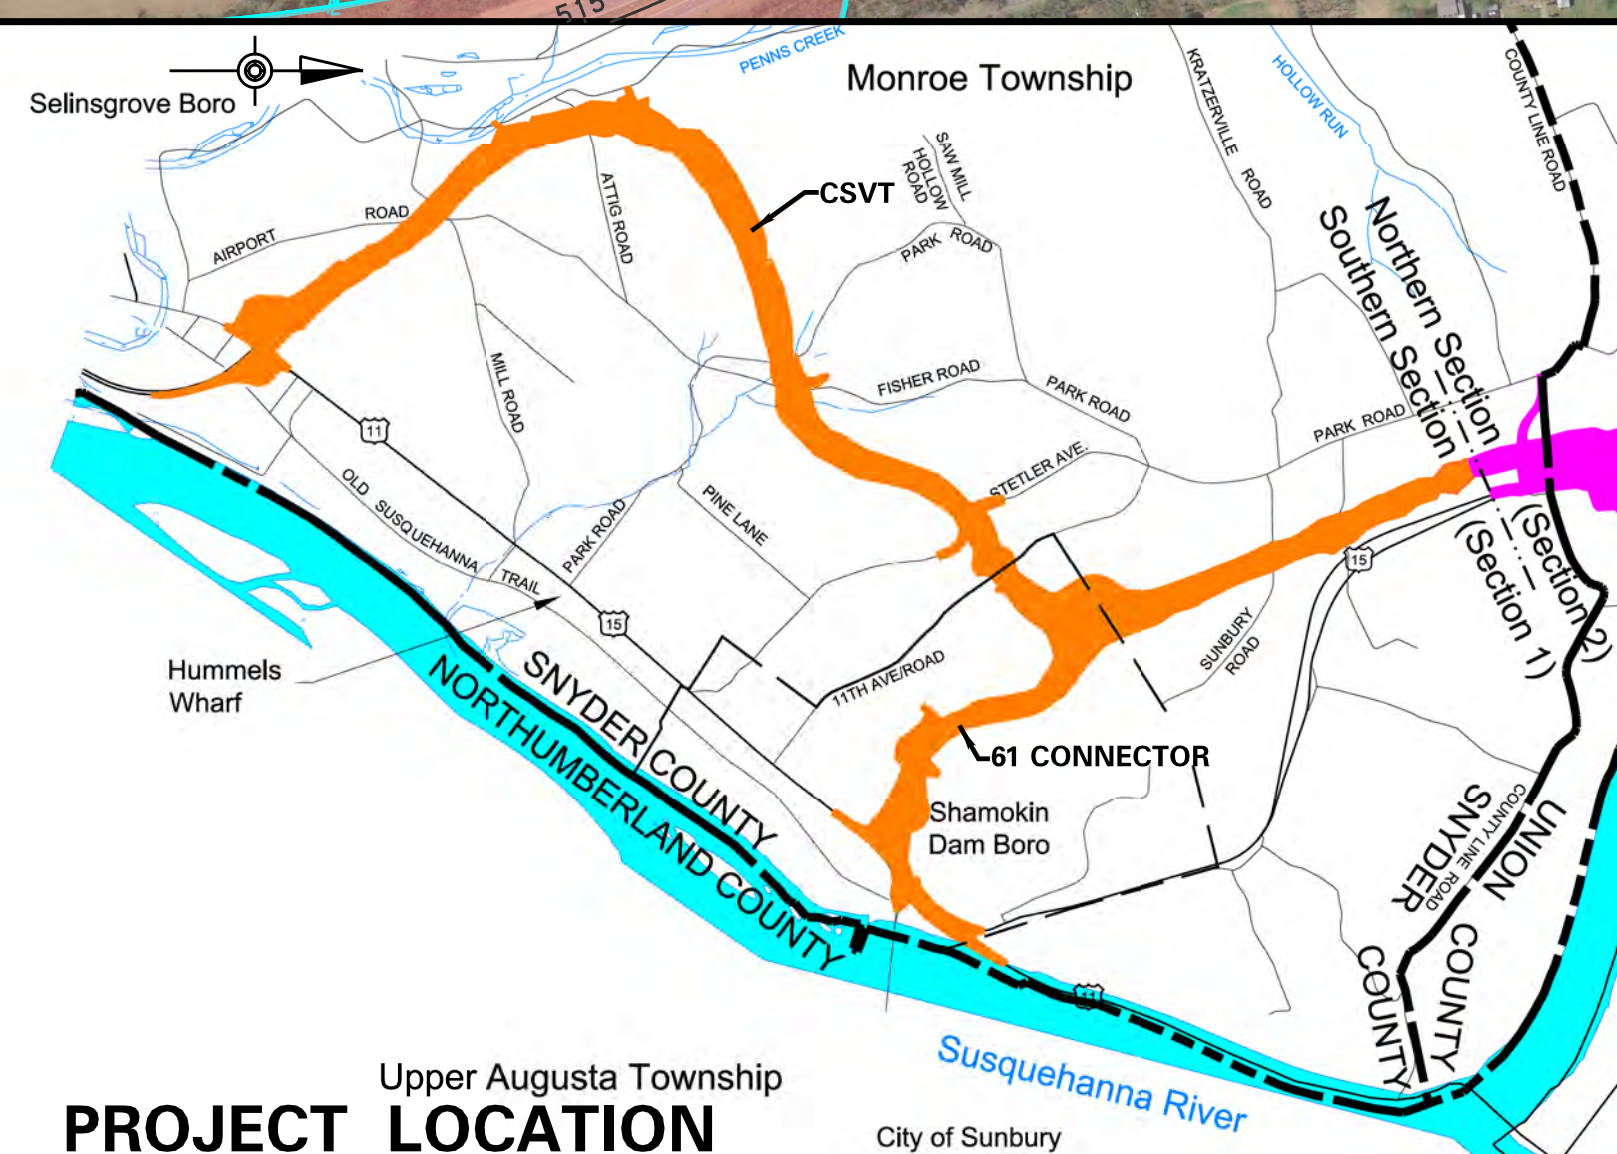 515
PENNS CREEK
Monroe Township
Selinsgrove Boro
KRATZERVILLE ROAD
HOLLOW RUN
COUNTY LINE ROAD
SAW MILL
HOLLOW
ROAD
CSVT
ATTIG ROAD
AIRPORT ROAD
PARK ROAD
Northern Section
Southern Section
MILL ROAD
FISHER ROAD
PARK ROAD
PARK ROAD
11
STETLER AVE.
OLD SUSQUEHANNA TRAIL
PARK ROAD
PINE LANE
15
(Section 2)
(Section 1)
15
SUNBURY
ROAD
Hummels
Wharf
11TH AVE/ROAD
SNYDER COUNTY
NORTHUMBERLAND COUNTY
61 CONNECTOR
Shamokin
Dam Boro
UNION COUNTY
COUNTY LINE ROAD
SNYDER COUNTY
11
Susquehanna River
Upper Augusta Township
City of Sunbury
PROJECT LOCATION